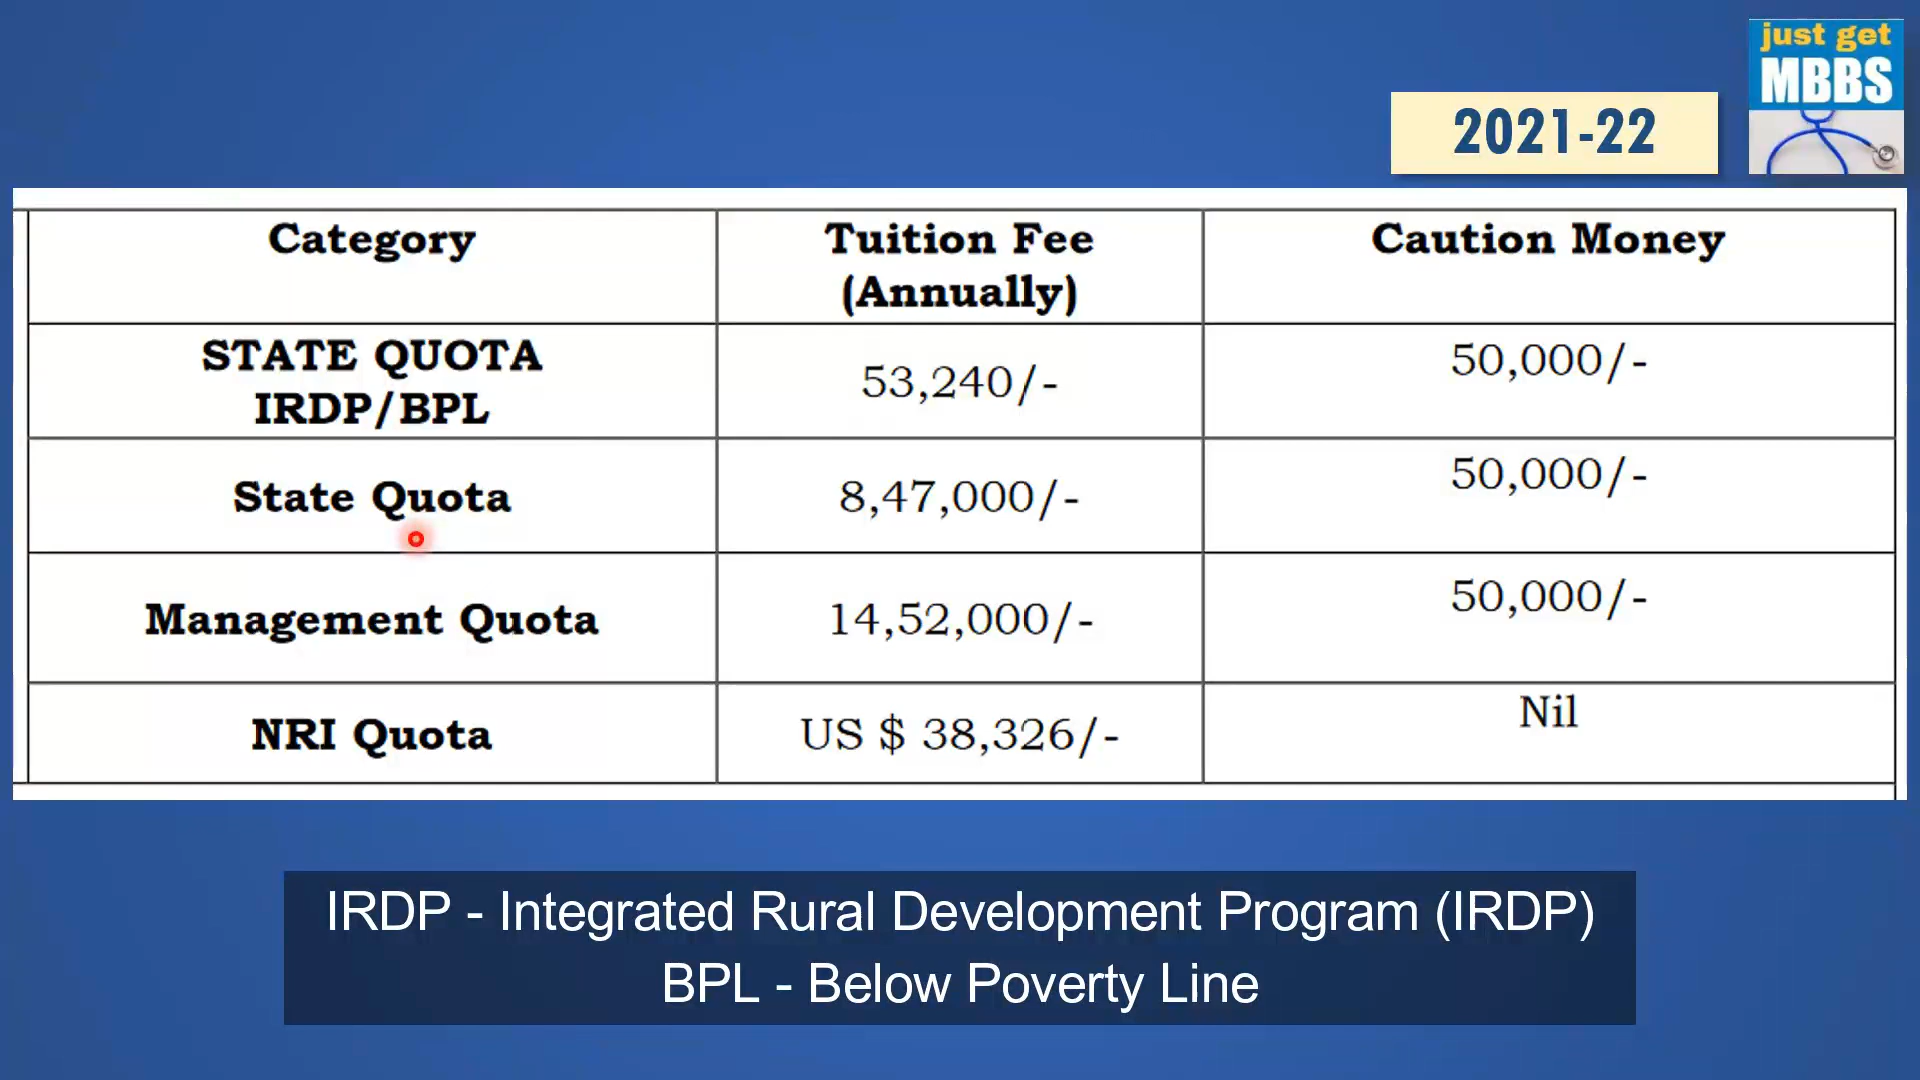 just get
MBBS
2021-22
Category
Tuition Fee
(Annually)
Caution Money
STATE QUOTA
IRDP/BPL
53,240/-
50,000/-
State Quota
8,47,000/-
50,000/-
Management Quota
14,52,000/-
50,000/-
NRI Quota
US $ 38,326/-
Nil
IRDP - Integrated Rural Development Program (IRDP)
BPL - Below Poverty Line